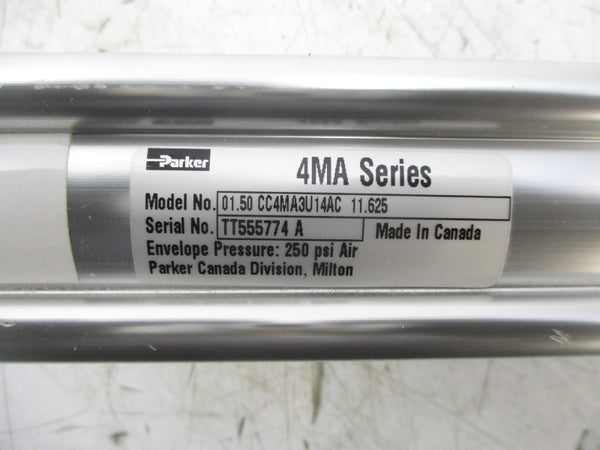 Parker
4MA Series
Model No. 01.50 CC4MA3U14AC 11.625
Serial No. TT555774 A Made In Canada
Envelope Pressure: 250 psi Air
Parker Canada Division, Milton